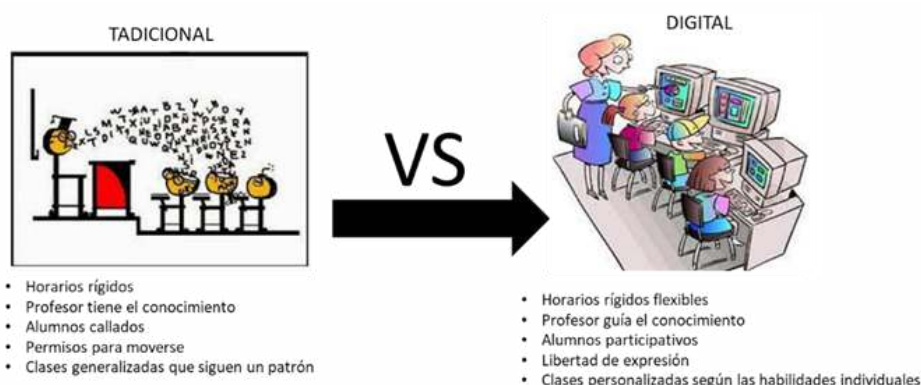 TADICIONAL
• Horarios rígidos
• Profesor tiene el conocimiento
• Alumnos callados
• Permisos para moverse
• Clases generalizadas que siguen un patrón
VS
DIGITAL
• Horarios rígidos flexibles
• Profesor guía el conocimiento
• Alumnos participativos
• Libertad de expresión
• Clases personalizadas según las habilidades individuales